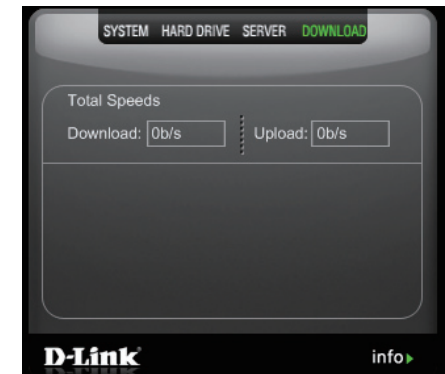 SYSTEM HARD DRIVE SERVER DOWNLOAD
Total Speeds
Download: 0b/s Upload: 0b/s
D-Link info